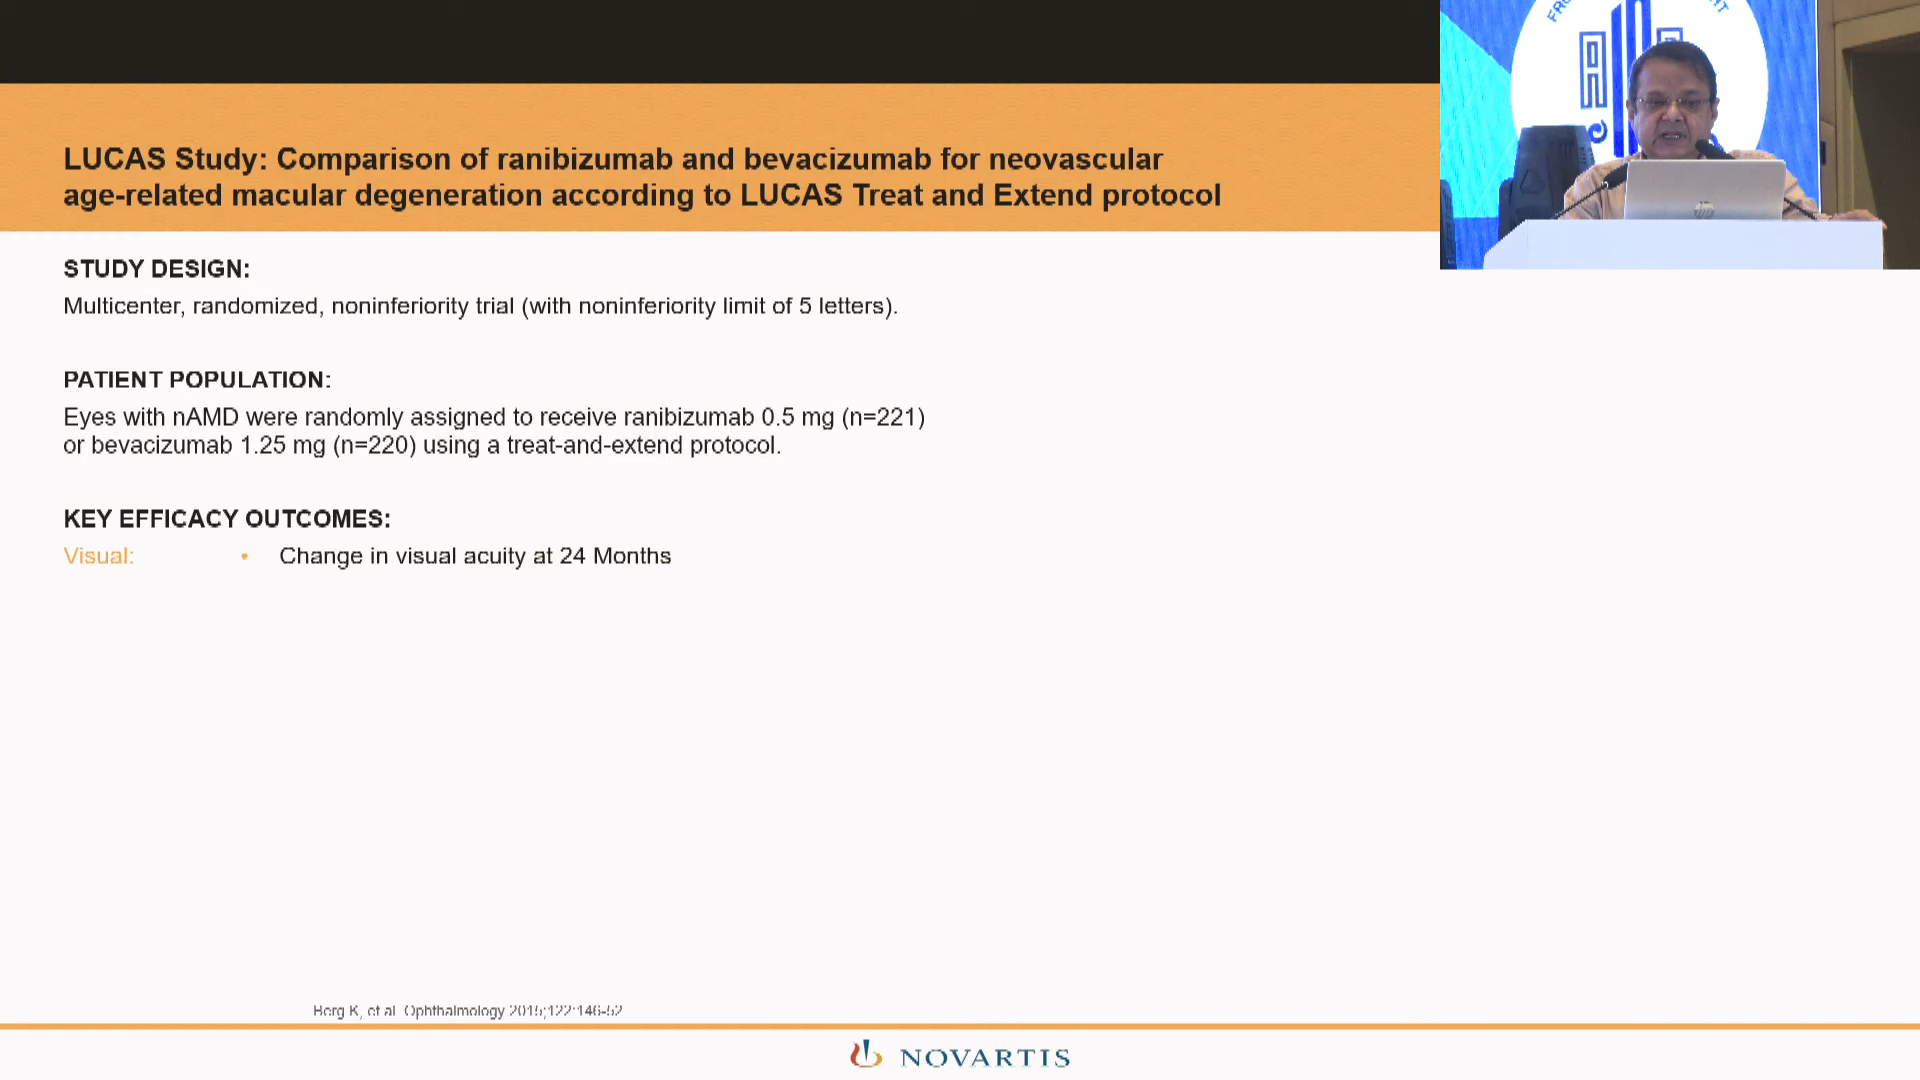 LUCAS Study: Comparison of ranibizumab and bevacizumab for neovascular
age-related macular degeneration according to LUCAS Treat and Extend protocol
STUDY DESIGN:
Multicenter, randomized, noninferiority trial (with noninferiority limit of 5 letters).
PATIENT POPULATION:
Eyes with nAMD were randomly assigned to receive ranibizumab 0.5 mg (n=221)
or bevacizumab 1.25 mg (n=220) using a treat-and-extend protocol.
KEY EFFICACY OUTCOMES:
Visual: • Change in visual acuity at 24 Months
Berg K, et al. Ophthalmology 2015;122:146-52
NOVARTIS
hp